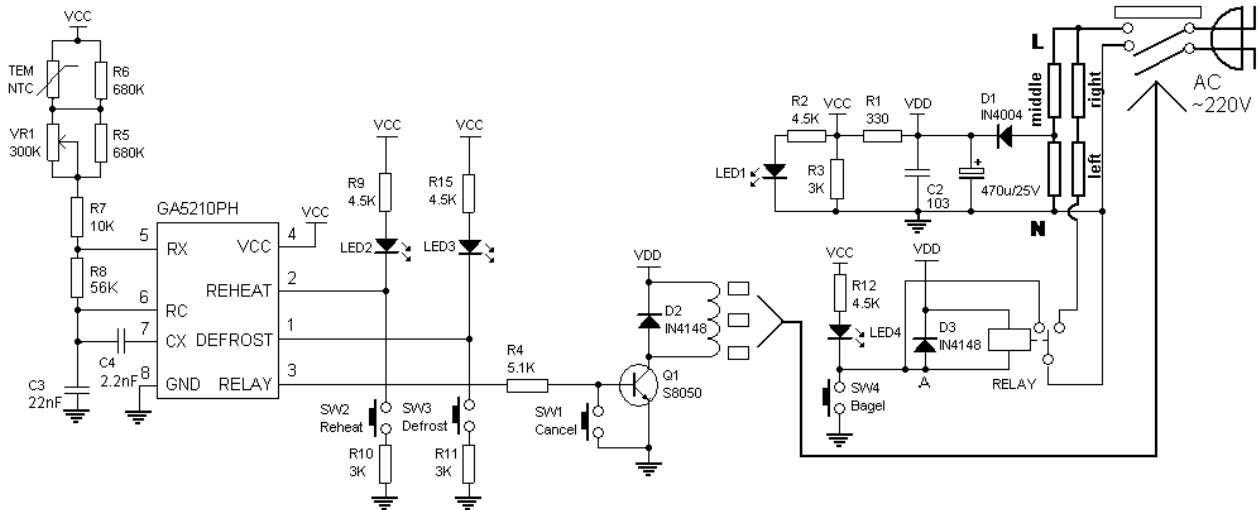 VCC
TEM
NTC
R6
680K
VR1
300K
R5
680K
R7
10K
R8
56K
C3
22nF
C4
2.2nF
GA5210PH
5 RX
6 RC
7 CX
8 GND
VCC 4
REHEAT 2
DEFROST 1
RELAY 3
VCC
VCC
R9
4.5K
LED2
VCC
R15
4.5K
LED3
SW2
Reheat
R10
3K
SW3
Defrost
R11
3K
R4
5.1K
SW1
Cancel
Q1
S8050
VDD
D2
IN4148
LED1
R2
4.5K
VCC
R3
3K
R1
330
VDD
C2
103
+
470u/25V
D1
IN4004
L
middle
right
left
N
AC
~220V
VCC
R12
4.5K
LED4
SW4
Bagel
VDD
D3
IN4148
A
RELAY